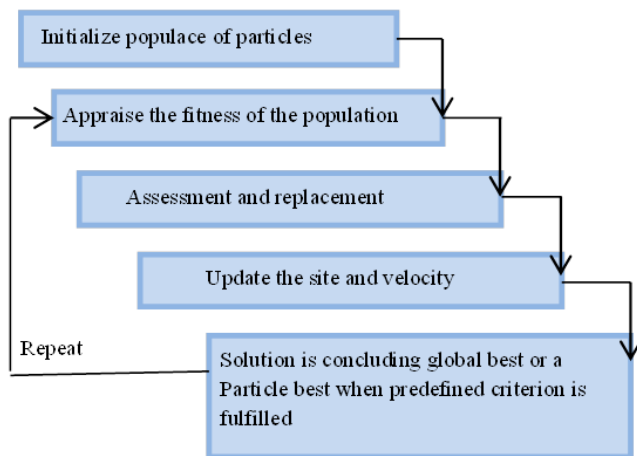 Initialize populace of particles
Appraise the fitness of the population
Assessment and replacement
Update the site and velocity
Repeat
Solution is concluding global best or a
Particle best when predefined criterion is
fulfilled